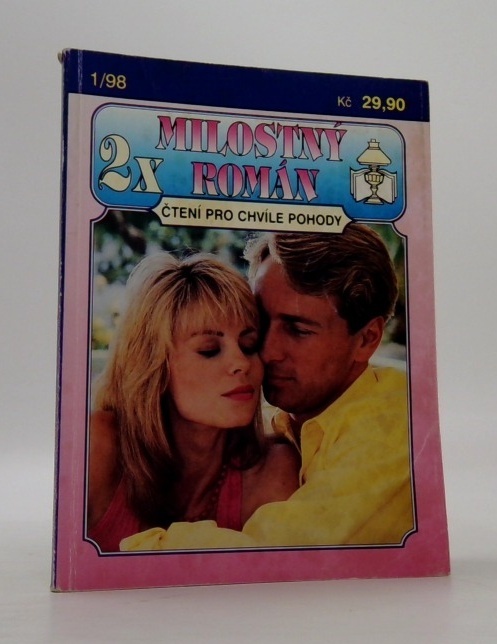 1/98
Kč 29,90
2x
MILOSTNÝ
ROMÁN
ČTENÍ PRO CHVÍLE POHODY